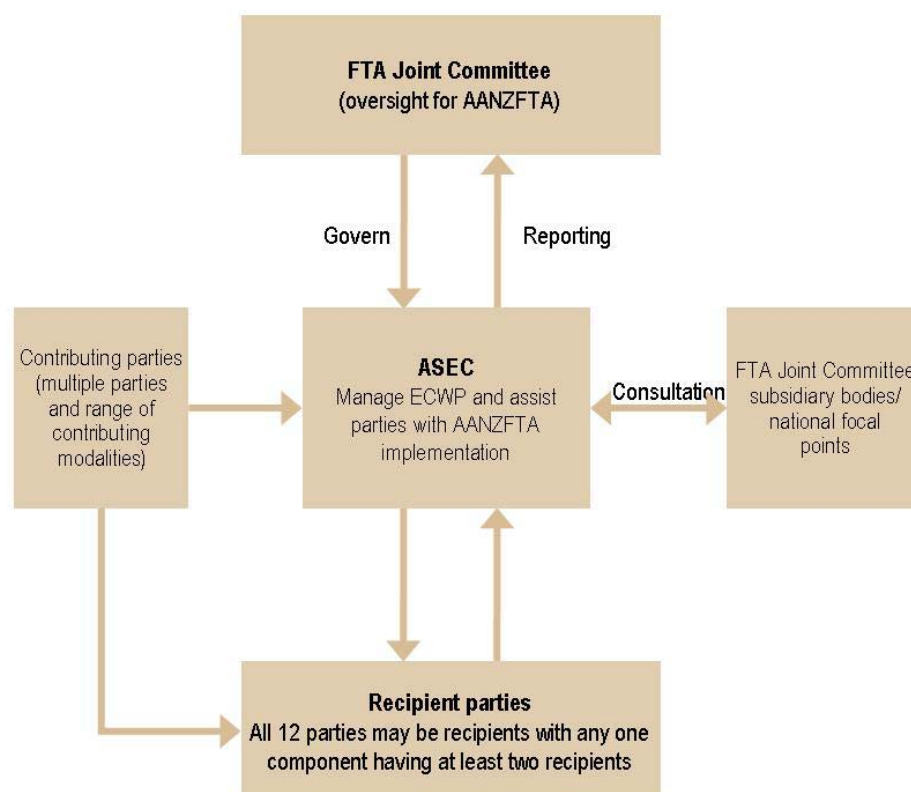 FTA Joint Committee
(oversight for AANZFTA)
Govern
Reporting
Contributing parties
(multiple parties
and range of
contributing
modalities)
ASEC
Manage ECWP and assist
parties with AANZFTA
implementation
Consultation
FTA Joint Committee
subsidiary bodies/
national focal
points
Recipient parties
All 12 parties may be recipients with any one
component having at least two recipients